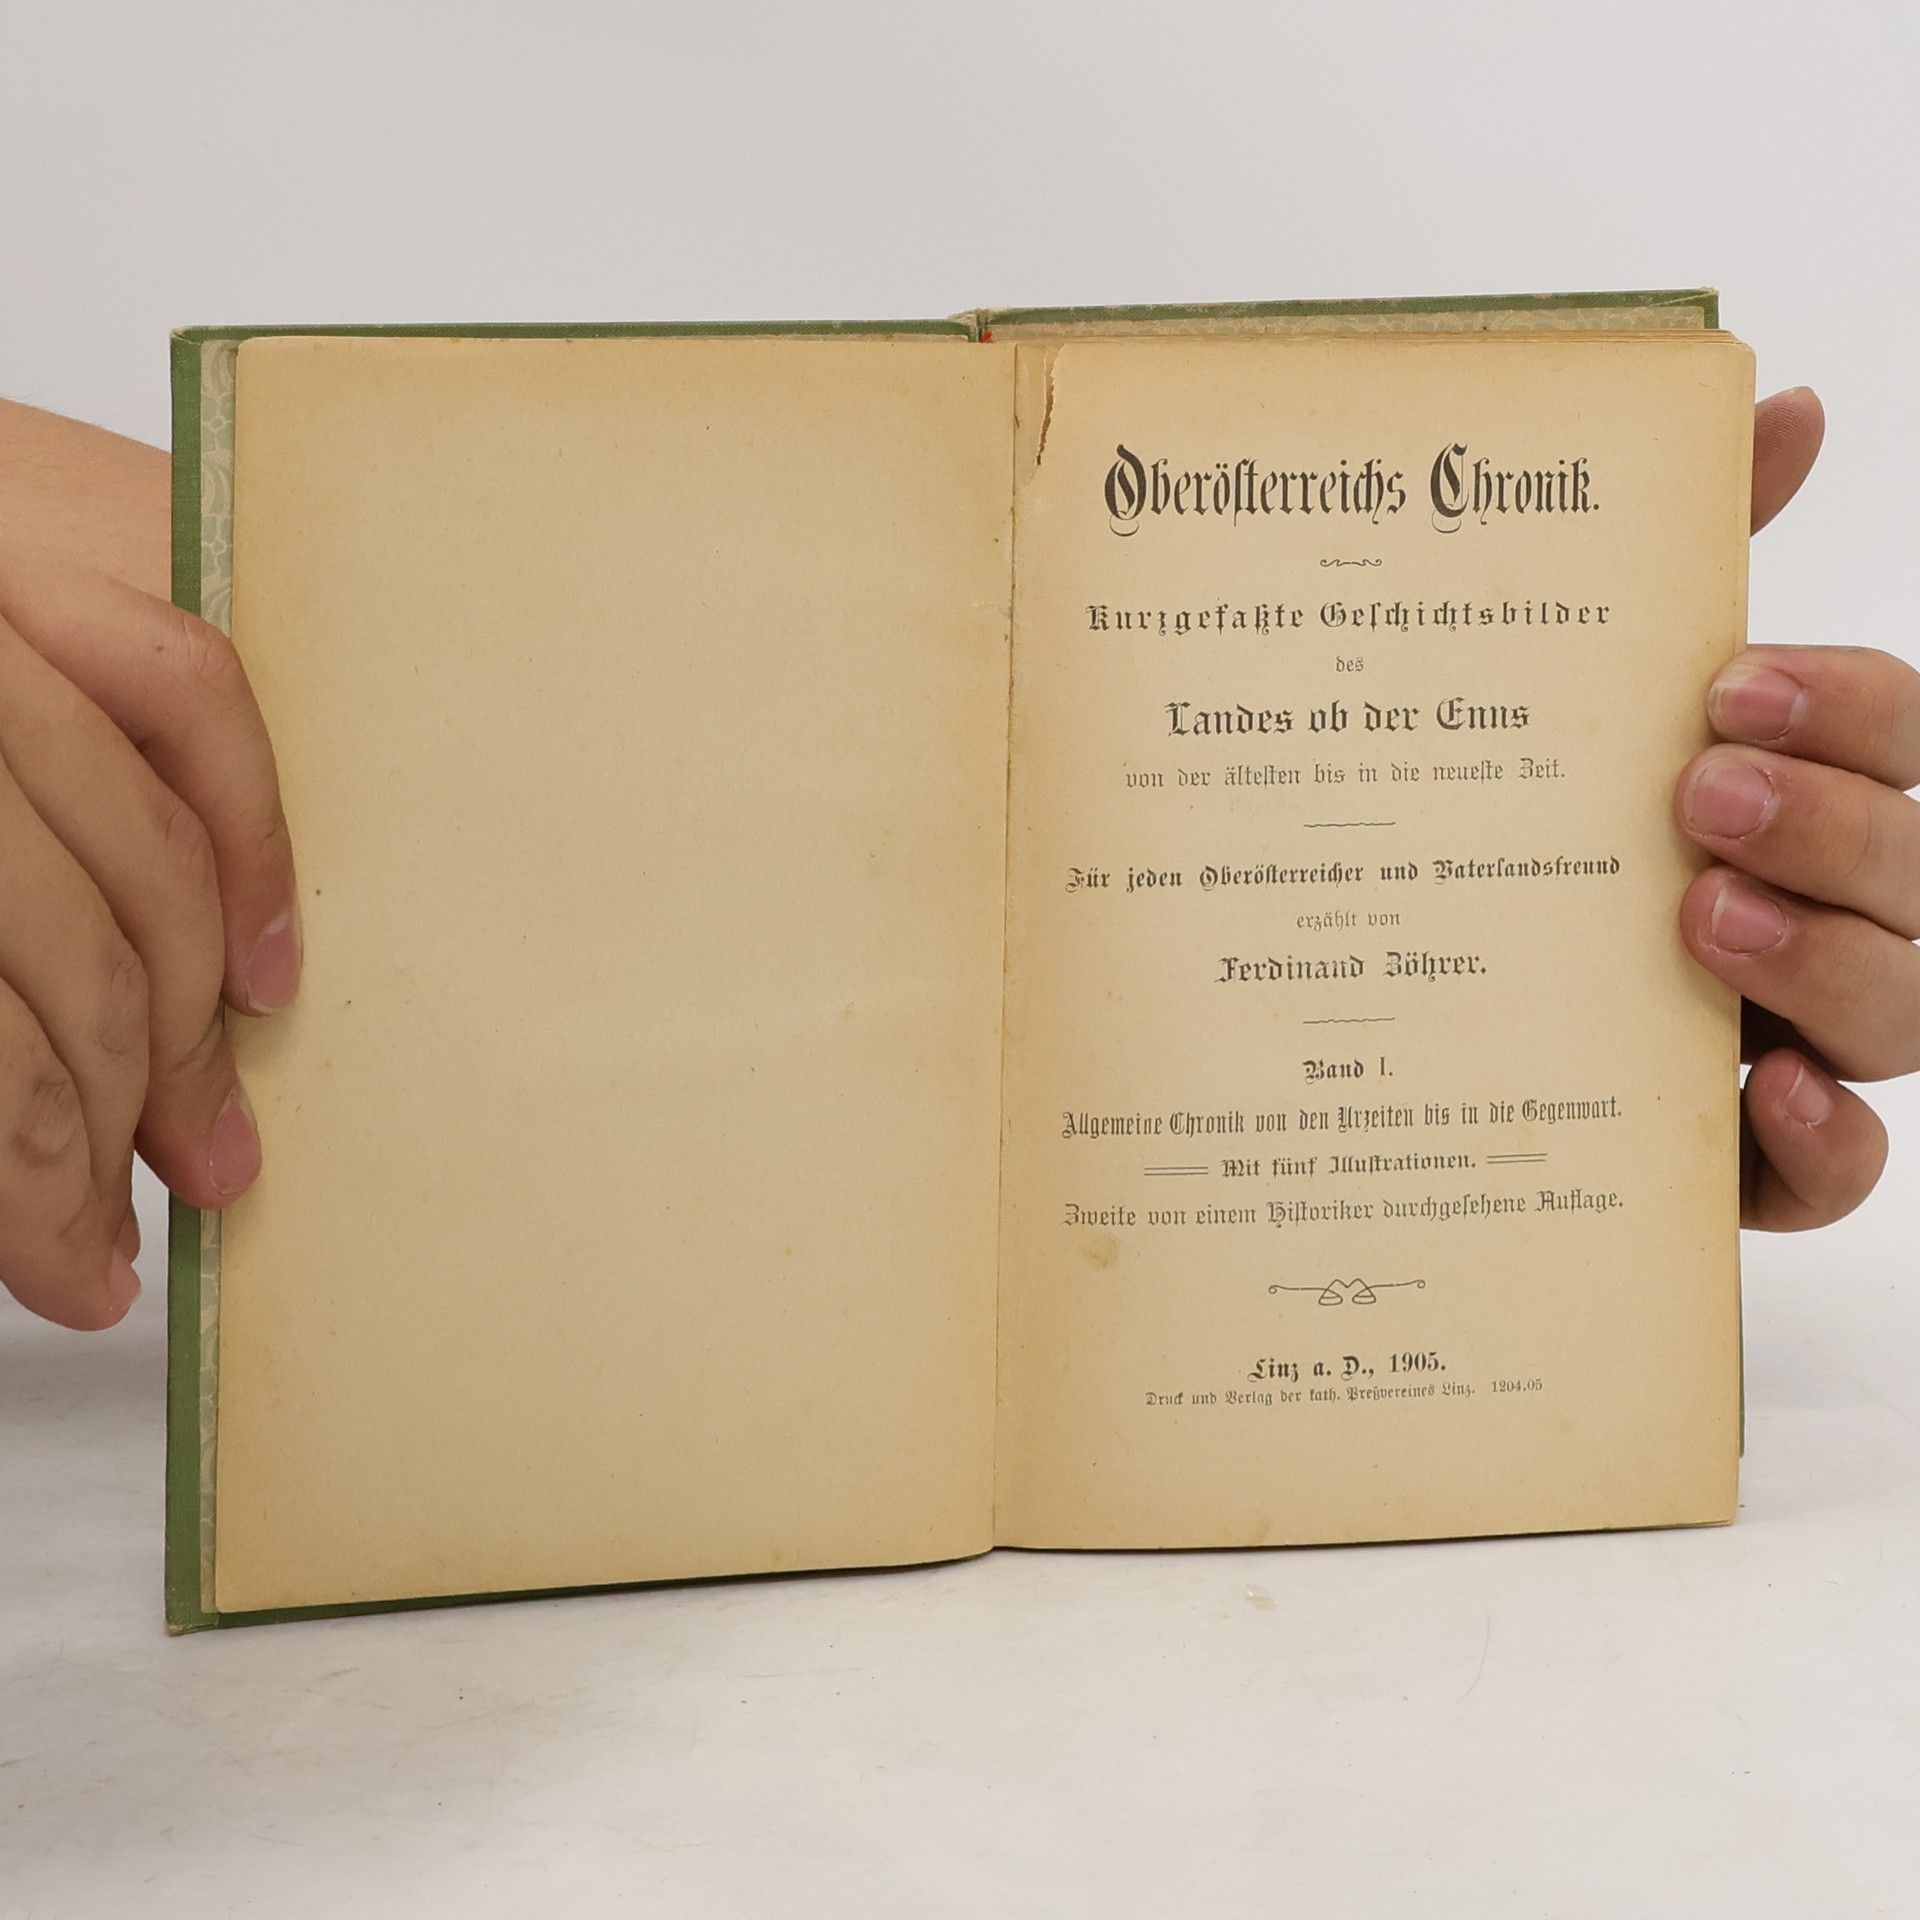 Oberösterreichs Chronik.
Kurzgefaßte Geschichtsbilder
des
Landes ob der Enns
von der ältesten bis in die neueste Zeit.
Für jeden Oberösterreicher und Vaterlandsfreund
erzählt von
Ferdinand Zöhrer.
Band I.
Allgemeine Chronik von den Urzeiten bis in die Gegenwart.
Mit fünf Illustrationen.
Zweite von einem Historiker durchgesehene Auflage.
Linz a. D., 1905.
Druck und Verlag der kath. Preßvereines Linz. 1204.05